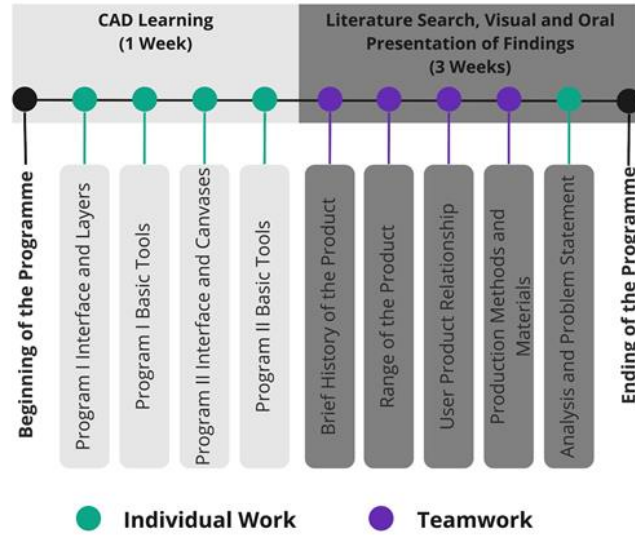 CAD Learning
(1 Week)
Literature Search, Visual and Oral
Presentation of Findings
(3 Weeks)
Beginning of the Programme
Program I Interface and Layers
Program I Basic Tools
Program II Interface and Canvases
Program II Basic Tools
Brief History of the Product
Range of the Product
User Product Relationship
Production Methods and
Materials
Analysis and Problem Statement
Ending of the Programme
Individual Work
Teamwork